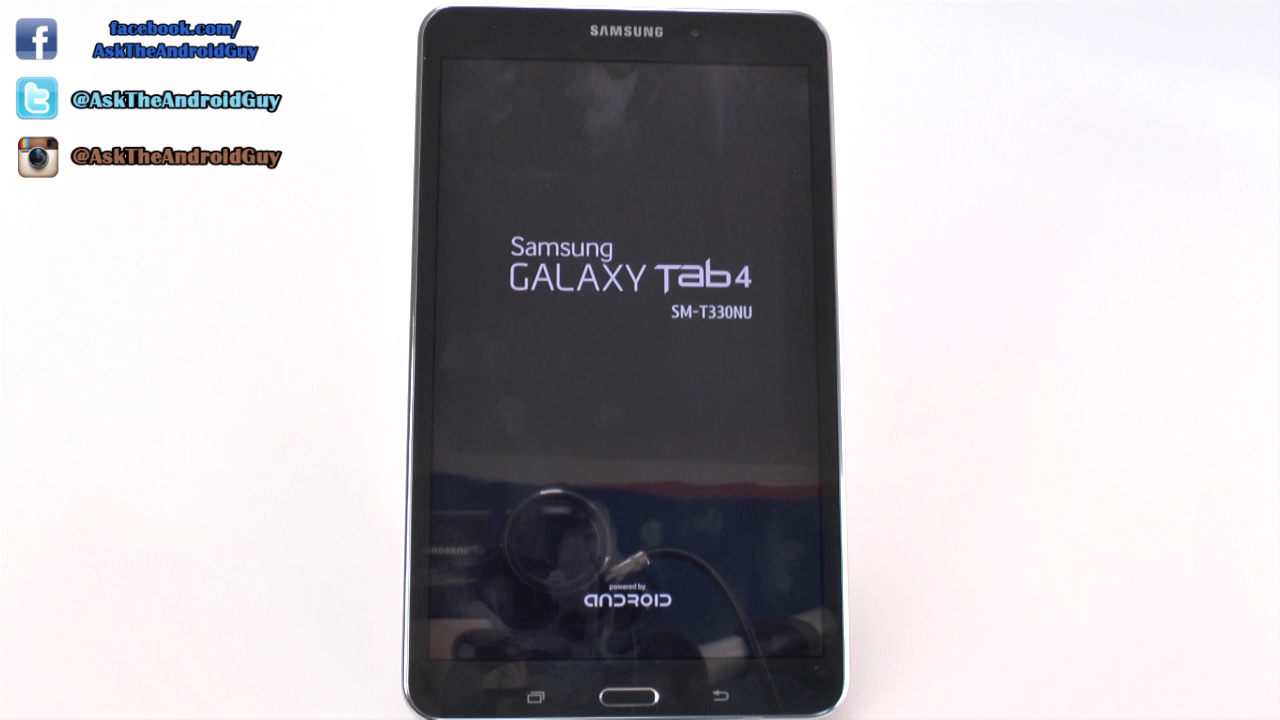 facebook.com/
AskTheAndroidGuy
@AskTheAndroidGuy
@AskTheAndroidGuy
SAMSUNG
Samsung
GALAXY Tab4
SM-T330NU
powered by
ANDROID